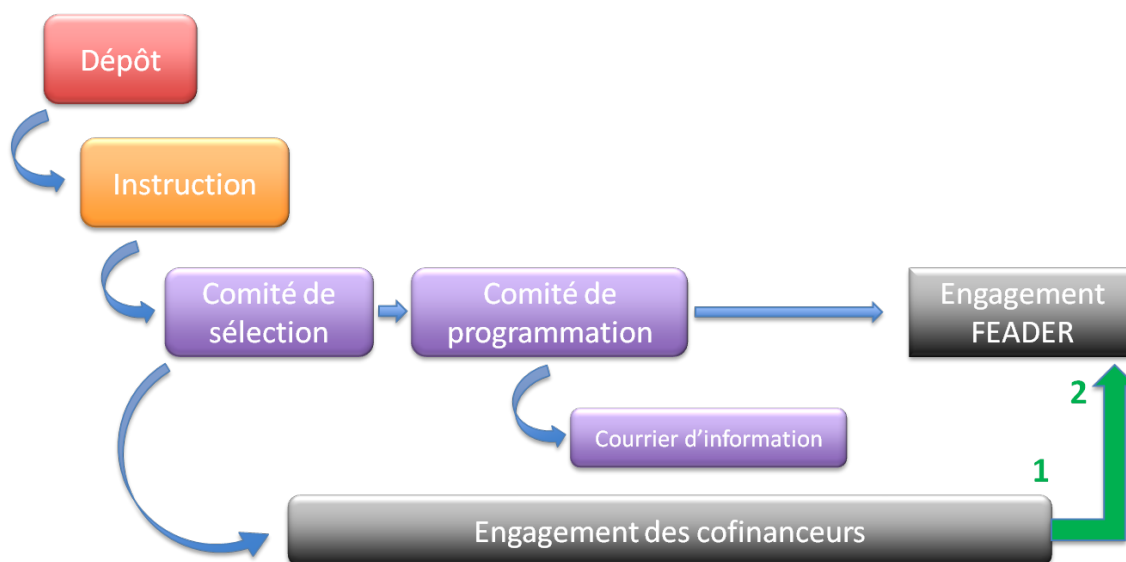 Dépôt
Instruction
Comité de
sélection
Comité de
programmation
Engagement
FEADER
2
Courrier d'information
1
Engagement des cofinanceurs